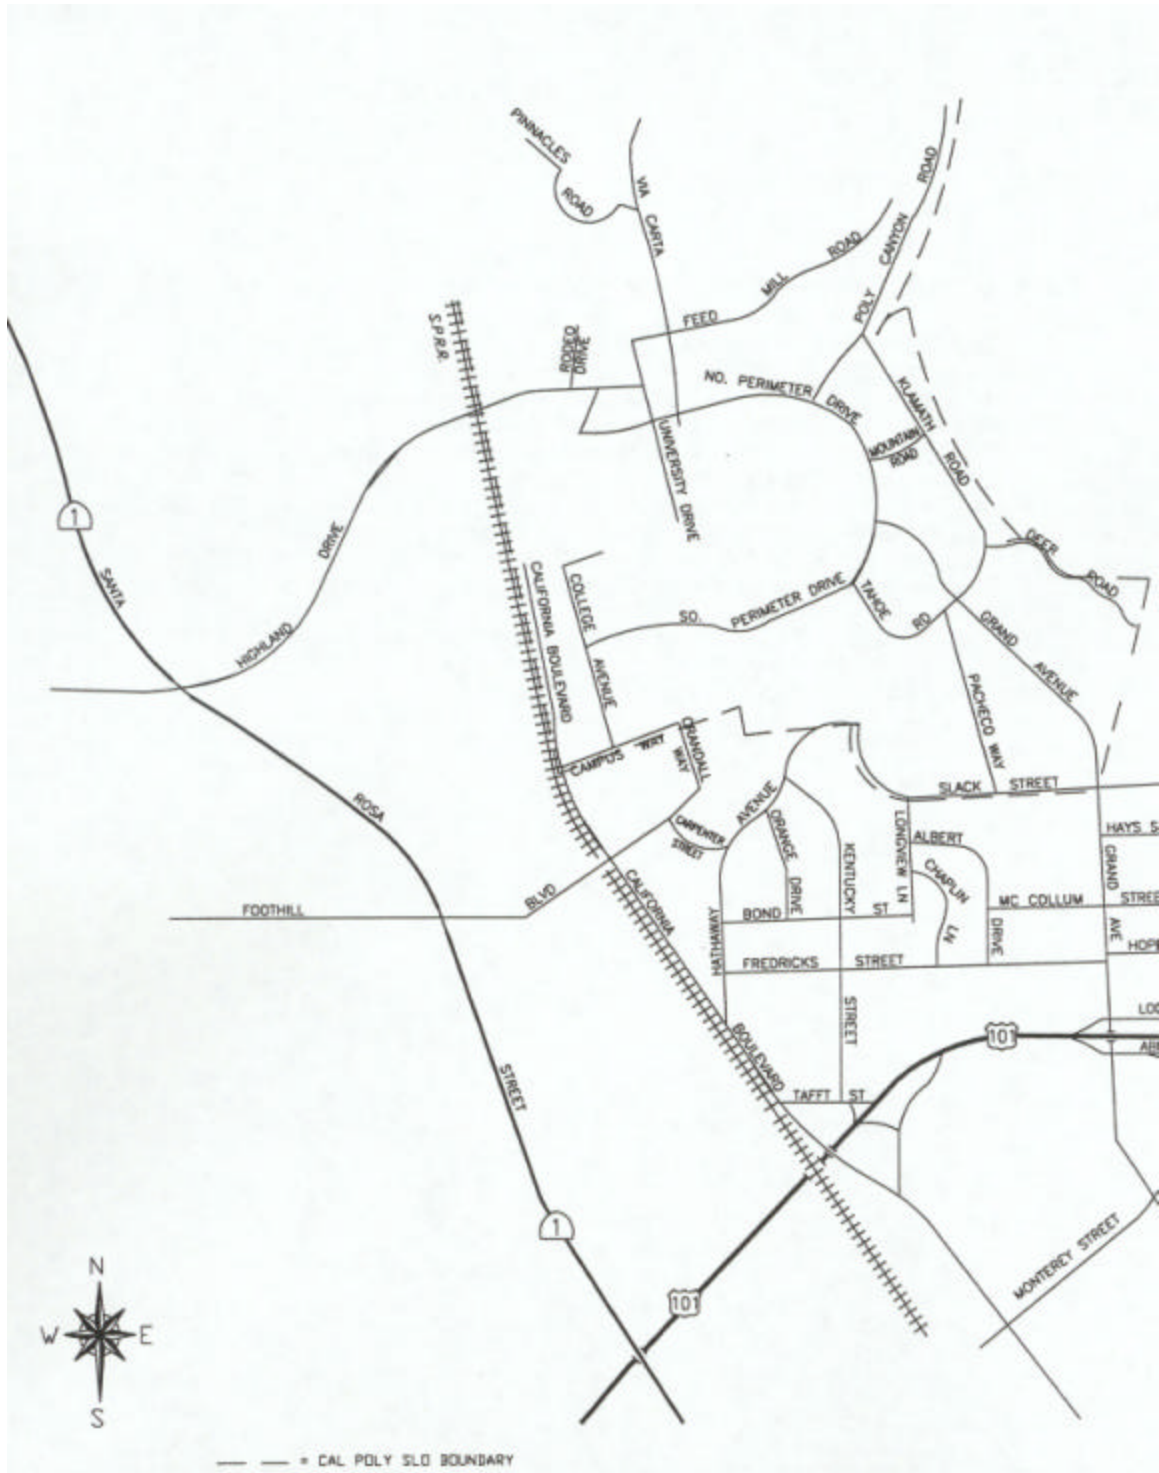 PINNACLES
ROAD
VIA CARTA
POLY CANYON ROAD
FEED MILL ROAD
S.P.R.R.
RODEO
DRIVE
NO. PERIMETER DRIVE
KLAMATH ROAD
MOUNTAIN
ROAD
UNIVERSITY DRIVE
1
SANTA
HIGHLAND DRIVE
DEER ROAD
CALIFORNIA BOULEVARD
COLLEGE AVENUE
SO. PERIMETER DRIVE
TAHOE RD
GRAND AVENUE
PACHECO WAY
CAMPUS WAY
CRANDALL
WAY
SLACK STREET
ROSA
AVENUE
CARPENTER
STREET
ORANGE DRIVE
KENTUCKY
LONGVIEW LN
ALBERT
CHAPLIN LN
HAYS S
GRAND AVE
FOOTHILL BLVD
CALIFORNIA
HATHAWAY
BOND ST
MC COLLUM STREE
DRIVE
FREDRICKS STREET
HOPE
STREET
BOULEVARD
101
LOO
TAFFT ST
STREET
1
MONTEREY STREET
101
N
W E
S
= CAL POLY SLO BOUNDARY